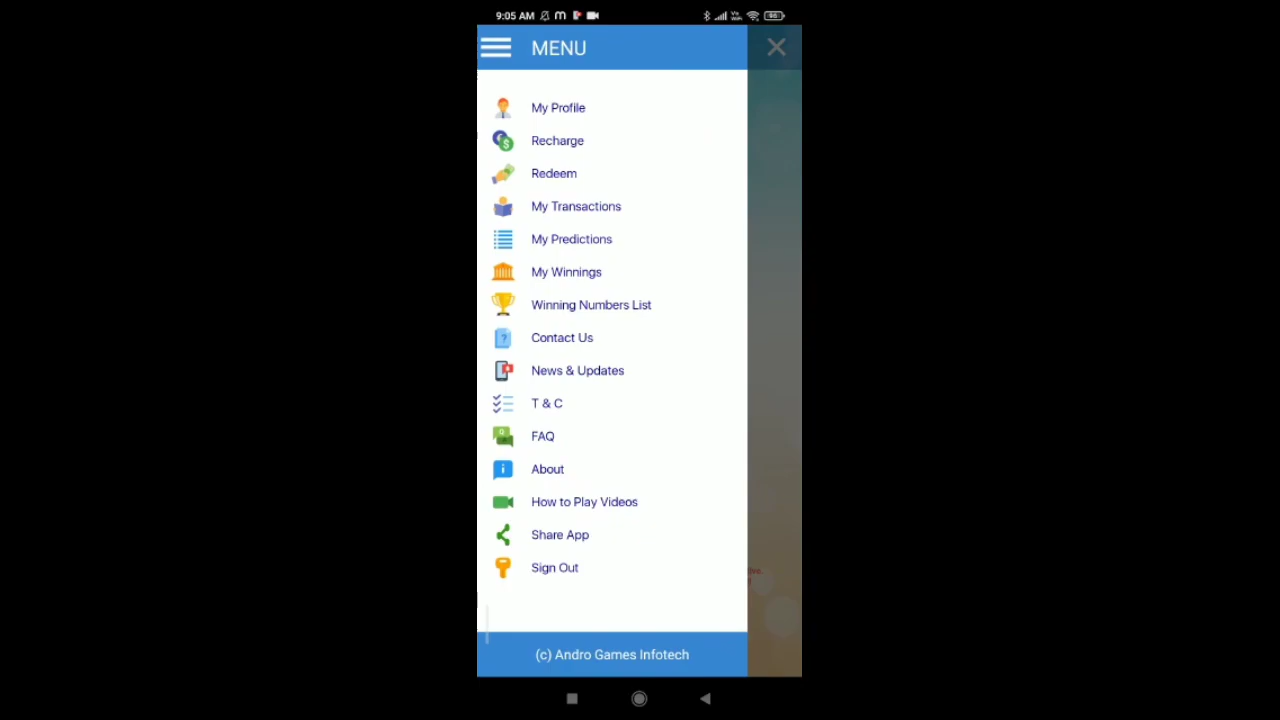 9:05 AM
MENU
My Profile
Recharge
Redeem
My Transactions
My Predictions
My Winnings
Winning Numbers List
Contact Us
News & Updates
T & C
FAQ
About
How to Play Videos
Share App
Sign Out
(c) Andro Games Infotech